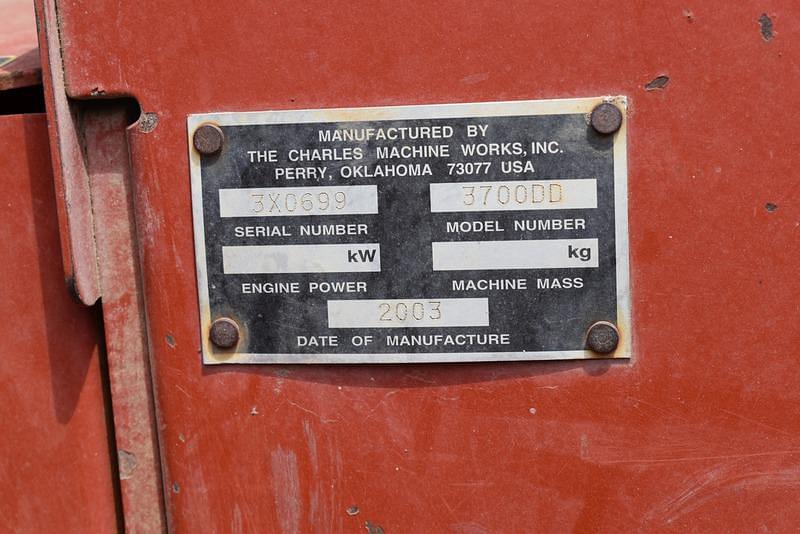 MANUFACTURED BY
THE CHARLES MACHINE WORKS, INC.
PERRY, OKLAHOMA 73077 USA
3X0699 3700DD
SERIAL NUMBER MODEL NUMBER
kW kg
ENGINE POWER MACHINE MASS
2003
DATE OF MANUFACTURE